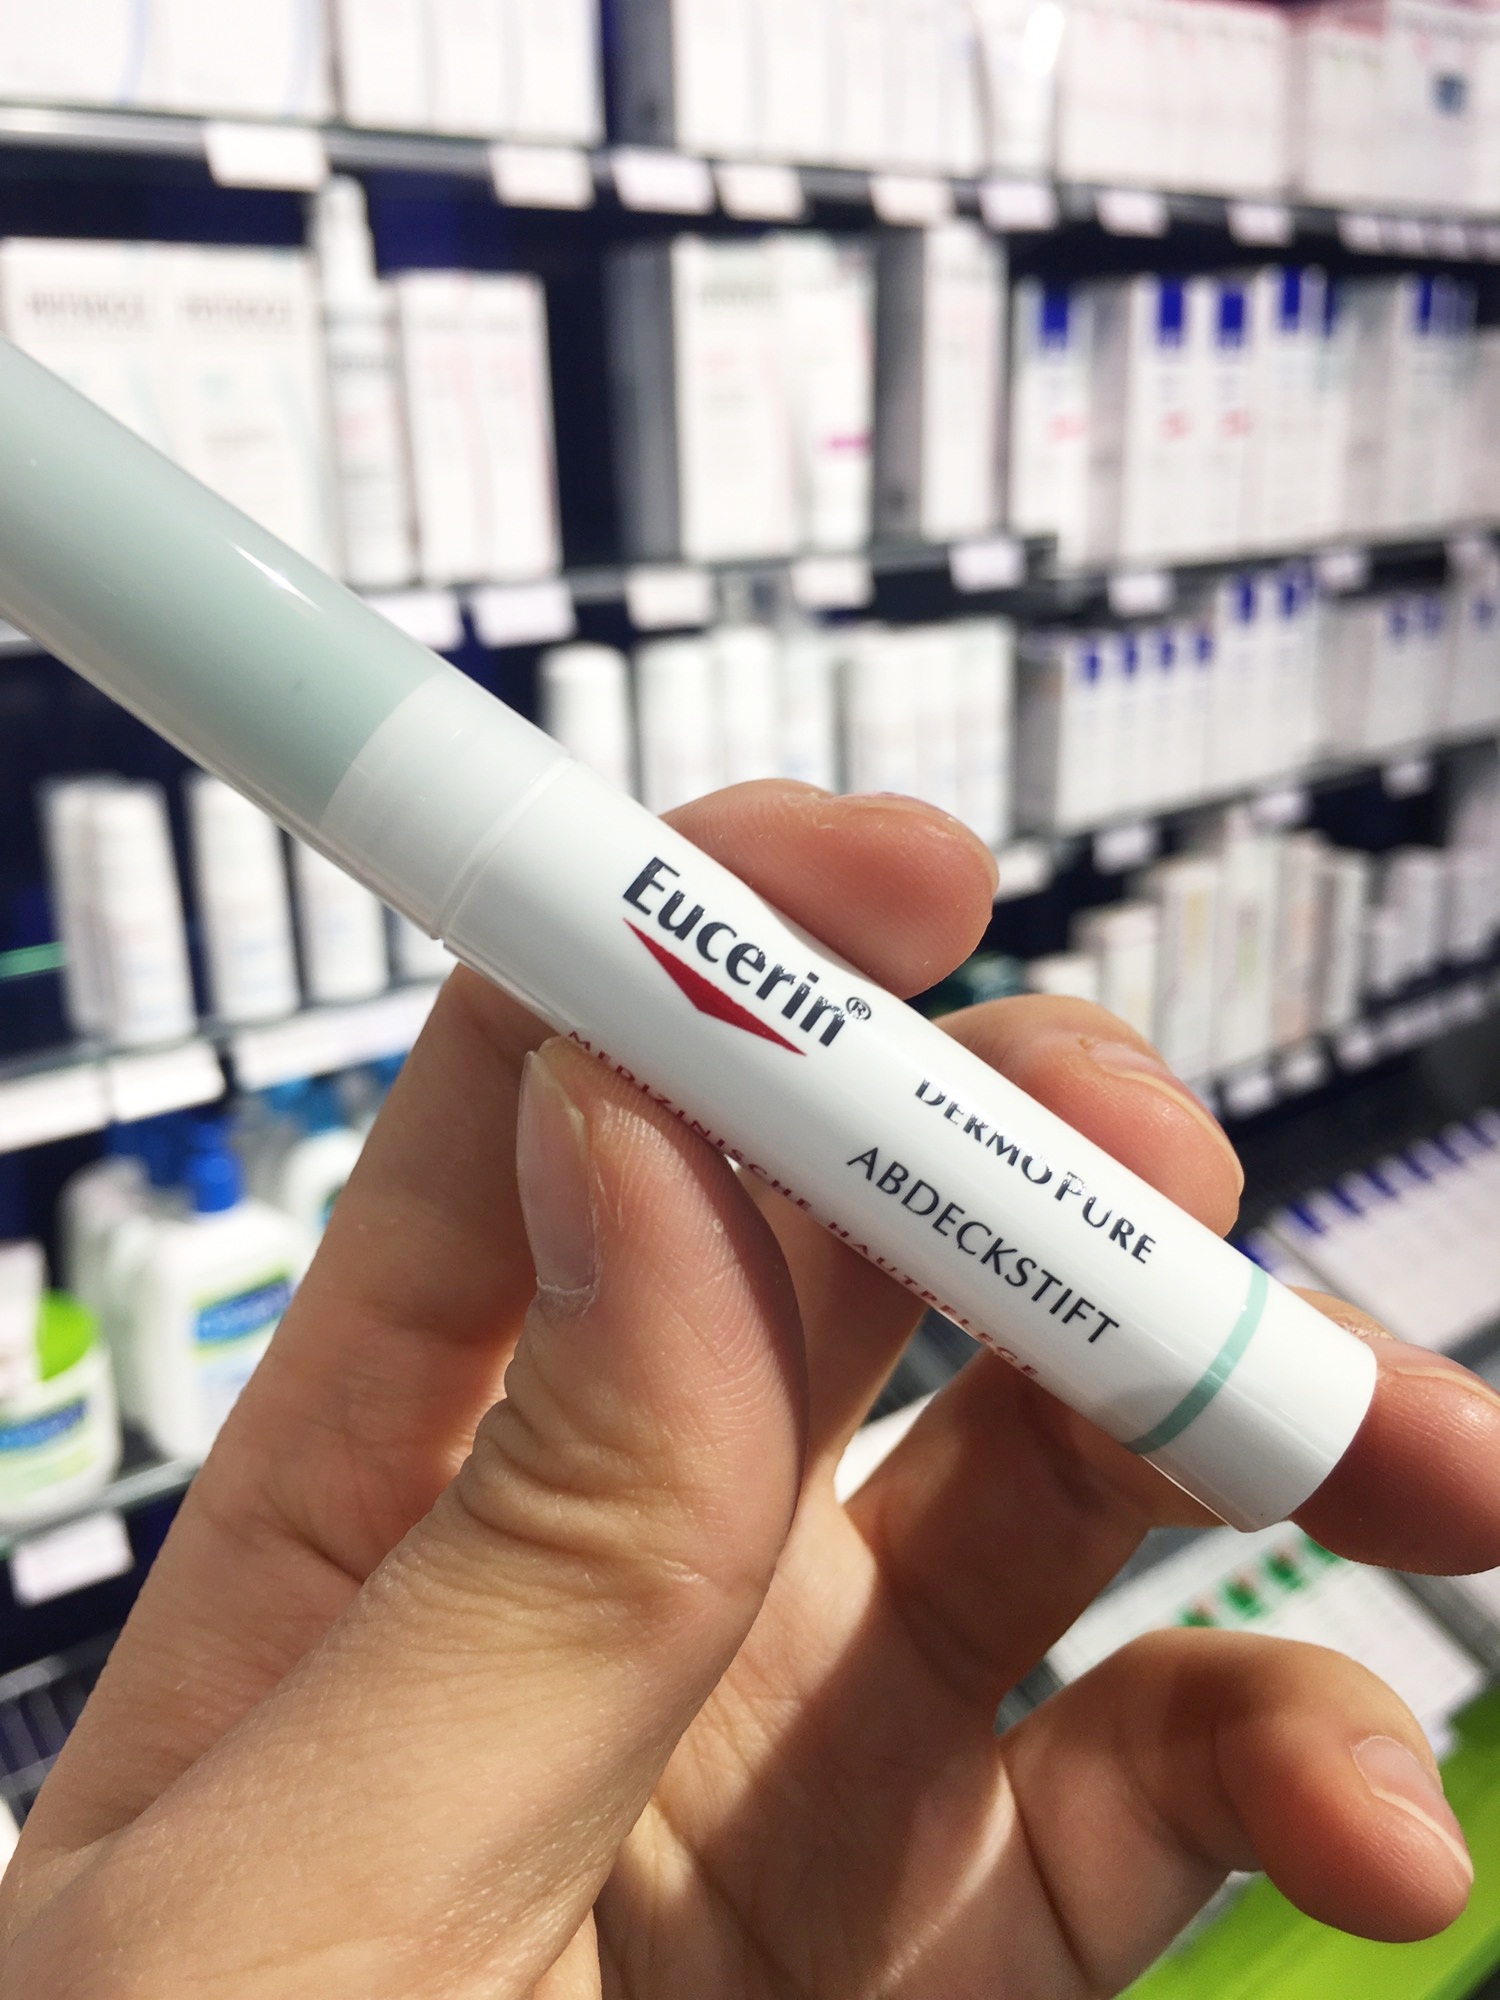 Eucerin®
MEDIZINISCHE HAUTPFLEGE
DERMOPURE
ABDECKSTIFT